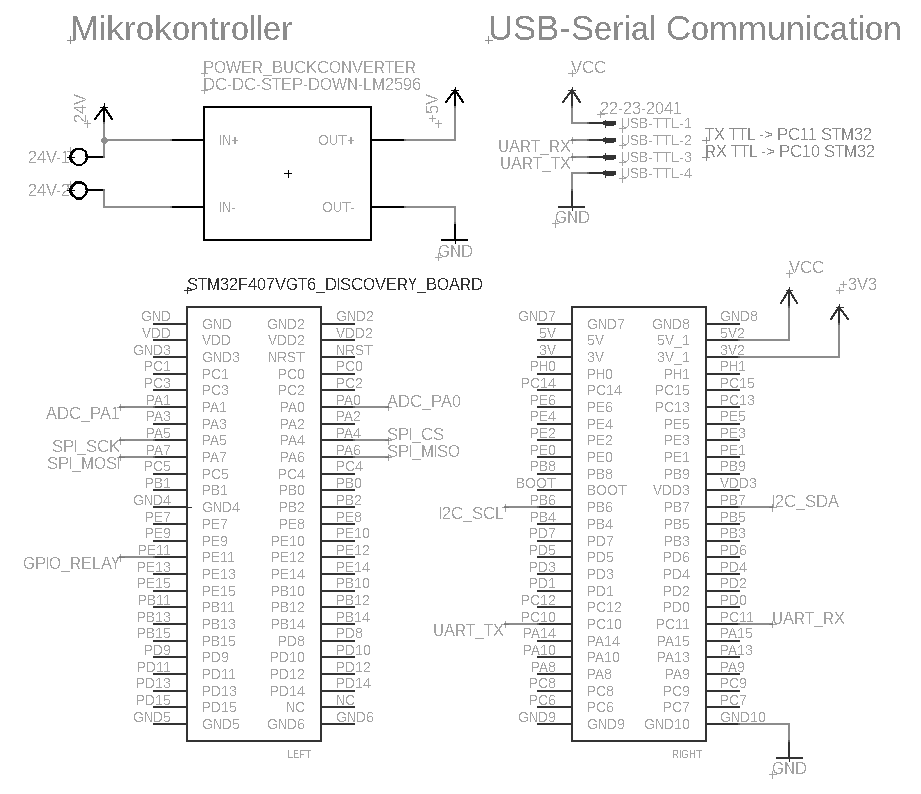 Mikrokontroller
USB-Serial Communication
POWER_BUCKCONVERTER
DC-DC-STEP-DOWN-LM2596
24V
+5V
24V-1
24V-2
IN+
OUT+
IN-
OUT-
GND
VCC
22-23-2041
USB-TTL-1
UART_RX
USB-TTL-2
UART_TX
USB-TTL-3
USB-TTL-4
TX TTL -> PC11 STM32
RX TTL -> PC10 STM32
GND
STM32F407VGT6_DISCOVERY_BOARD
GND GND GND2 GND2
VDD VDD VDD2 VDD2
GND3 GND3 NRST NRST
PC1 PC1 PC0 PC0
PC3 PC3 PC2 PC2
ADC_PA1 PA1 PA1 PA0 PA0 ADC_PA0
PA3 PA3 PA2 PA2
SPI_SCK PA5 PA5 PA4 PA4 SPI_CS
SPI_MOSI PA7 PA7 PA6 PA6 SPI_MISO
PC5 PC5 PC4 PC4
PB1 PB1 PB0 PB0
GND4 GND4 PB2 PB2
PE7 PE7 PE8 PE8
PE9 PE9 PE10 PE10
GPIO_RELAY PE11 PE11 PE12 PE12
PE13 PE13 PE14 PE14
PE15 PE15 PB10 PB10
PB11 PB11 PB12 PB12
PB13 PB13 PB14 PB14
PB15 PB15 PD8 PD8
PD9 PD9 PD10 PD10
PD11 PD11 PD12 PD12
PD13 PD13 PD14 PD14
PD15 PD15 NC NC
GND5 GND5 GND6 GND6
LEFT
VCC
+3V3
GND7 GND7 GND8 GND8
5V 5V 5V_1 5V2
3V 3V 3V_1 3V2
PH0 PH0 PH1 PH1
PC14 PC14 PC15 PC15
PE6 PE6 PC13 PC13
PE4 PE4 PE5 PE5
PE2 PE2 PE3 PE3
PE0 PE0 PE1 PE1
PB8 PB8 PB9 PB9
BOOT BOOT VDD3 VDD3
I2C_SCL PB6 PB6 PB7 PB7 I2C_SDA
PB4 PB4 PB5 PB5
PD7 PD7 PB3 PB3
PD5 PD5 PD6 PD6
PD3 PD3 PD4 PD4
PD1 PD1 PD2 PD2
PC12 PC12 PD0 PD0
UART_TX PC10 PC10 PC11 PC11 UART_RX
PA14 PA14 PA15 PA15
PA10 PA10 PA13 PA13
PA8 PA8 PA9 PA9
PC8 PC8 PC9 PC9
PC6 PC6 PC7 PC7
GND9 GND9 GND10 GND10
RIGHT
GND